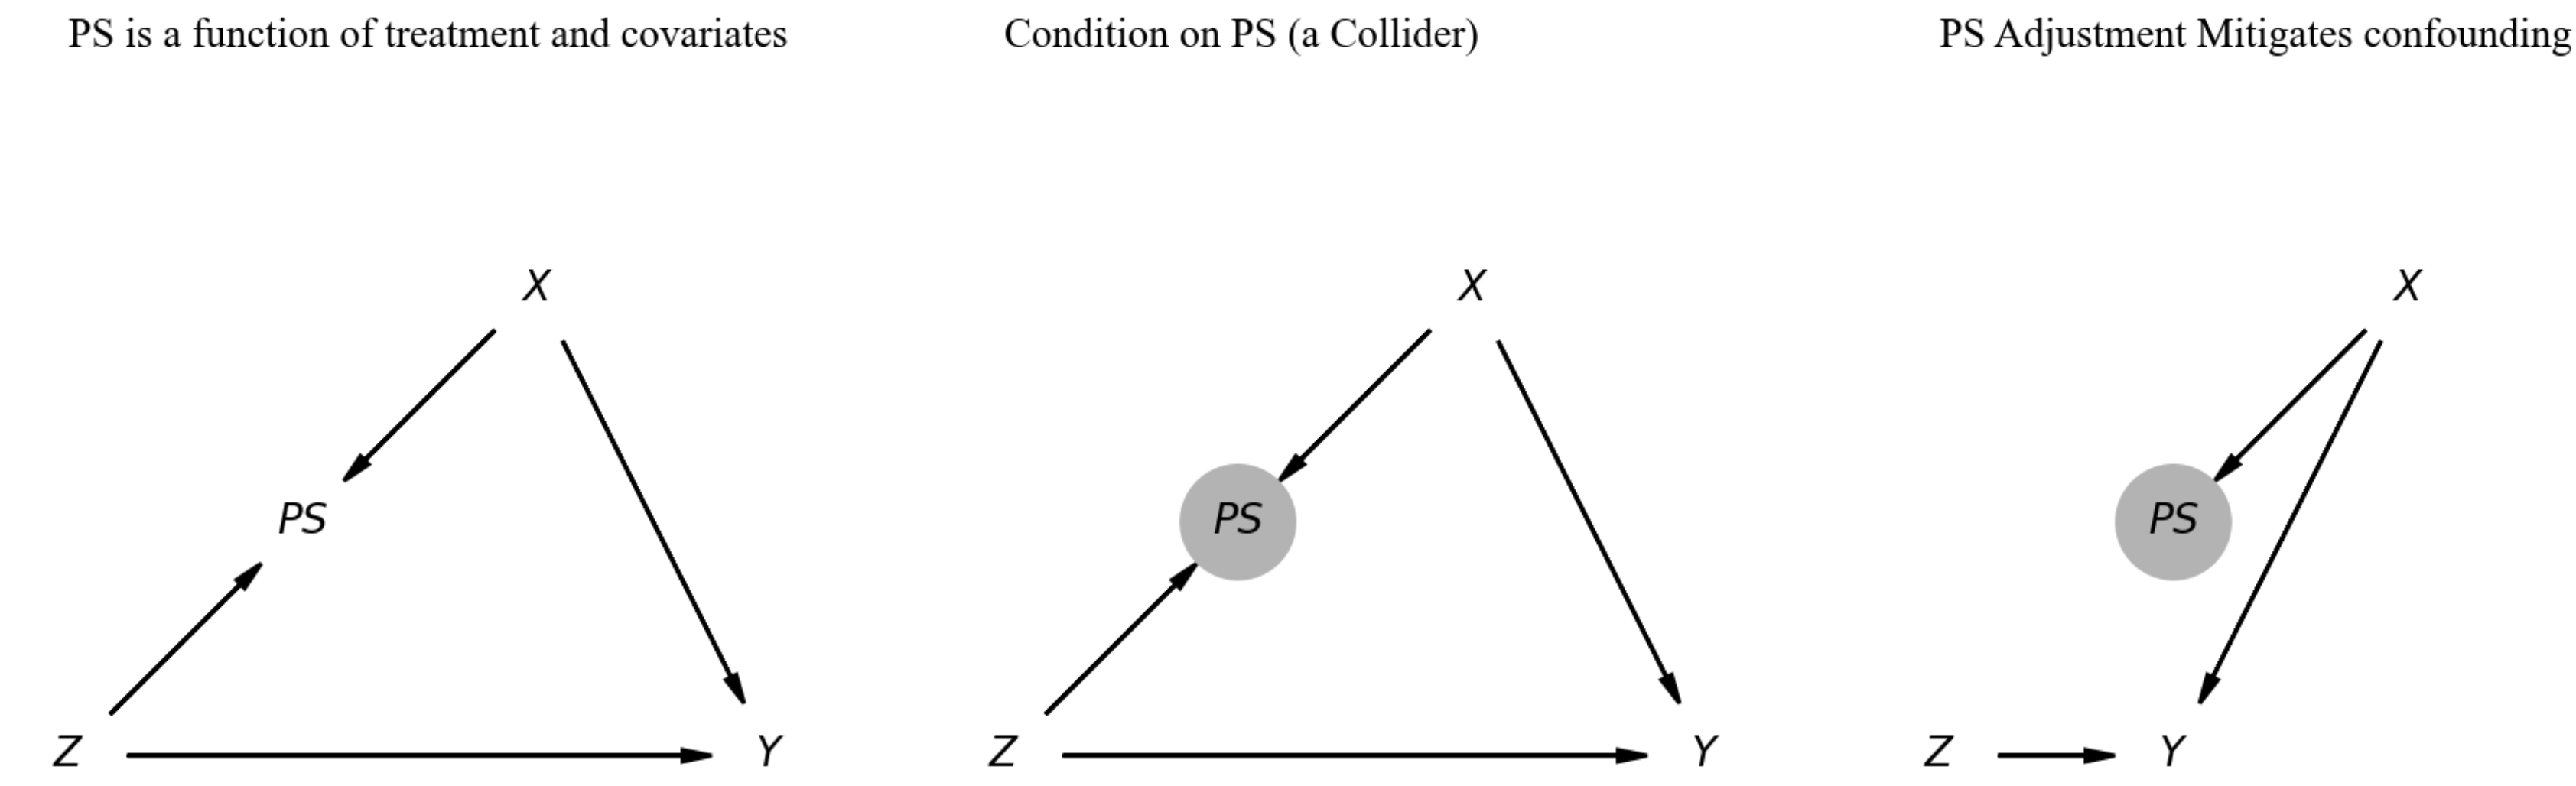 PS is a function of treatment and covariates
Condition on PS (a Collider)
PS Adjustment Mitigates confounding
X
PS
Z
Y
X
PS
Z
Y
X
PS
Z
Y